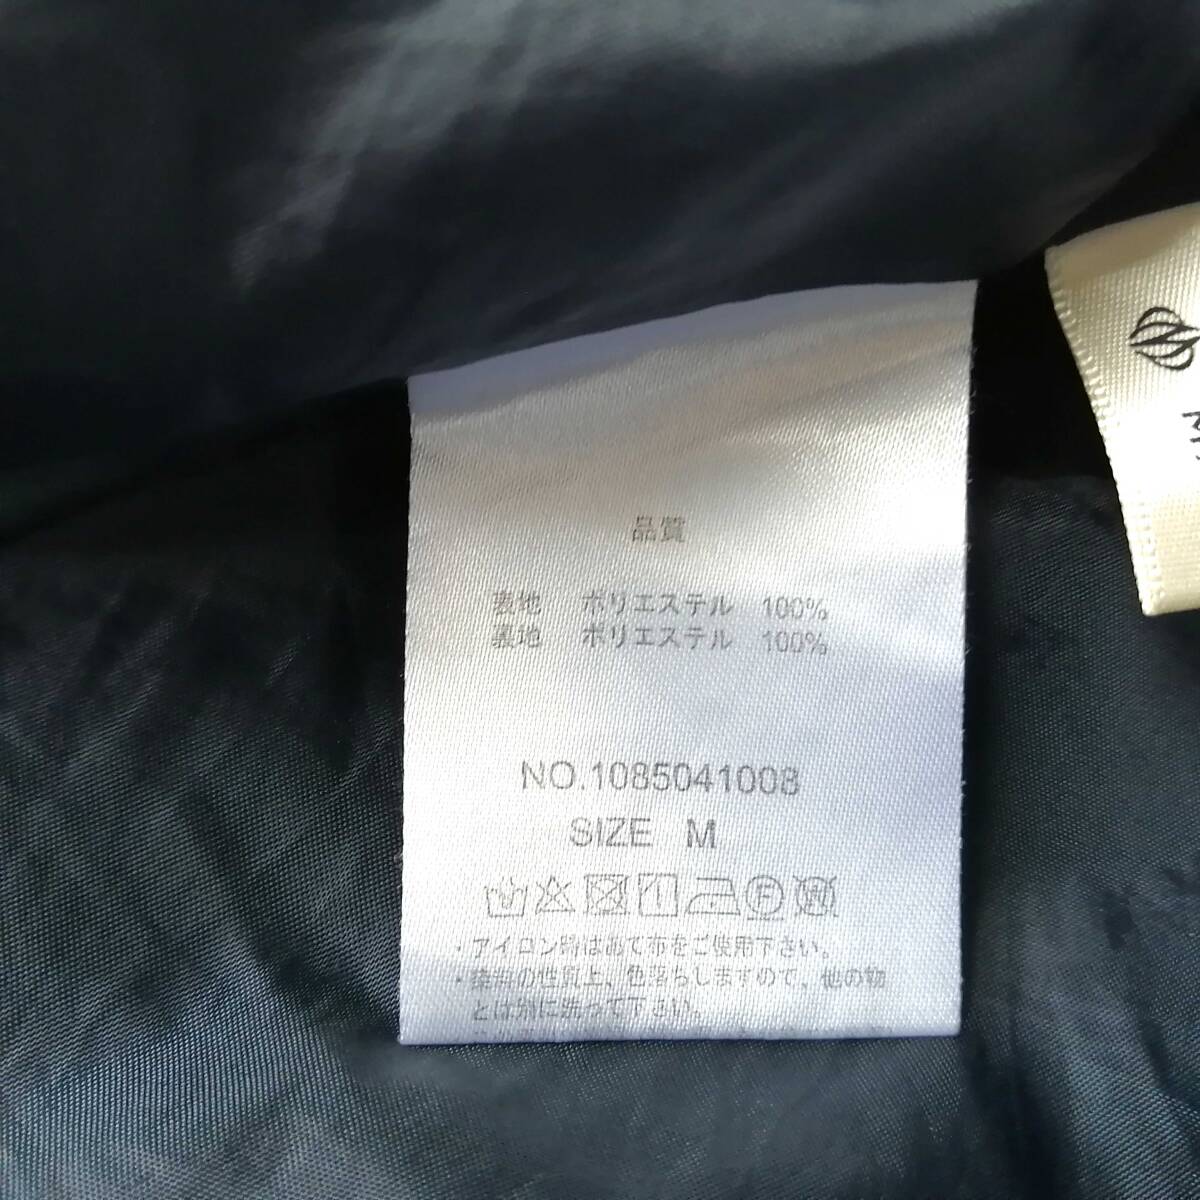 品質
表地 ポリエステル 100%
裏地 ポリエステル 100%
NO.1085041008
SIZE M
・アイロン時はあて布をご使用下さい。
・染料の性質上、色落ちしますので、他の物
とは別に洗って下さい。